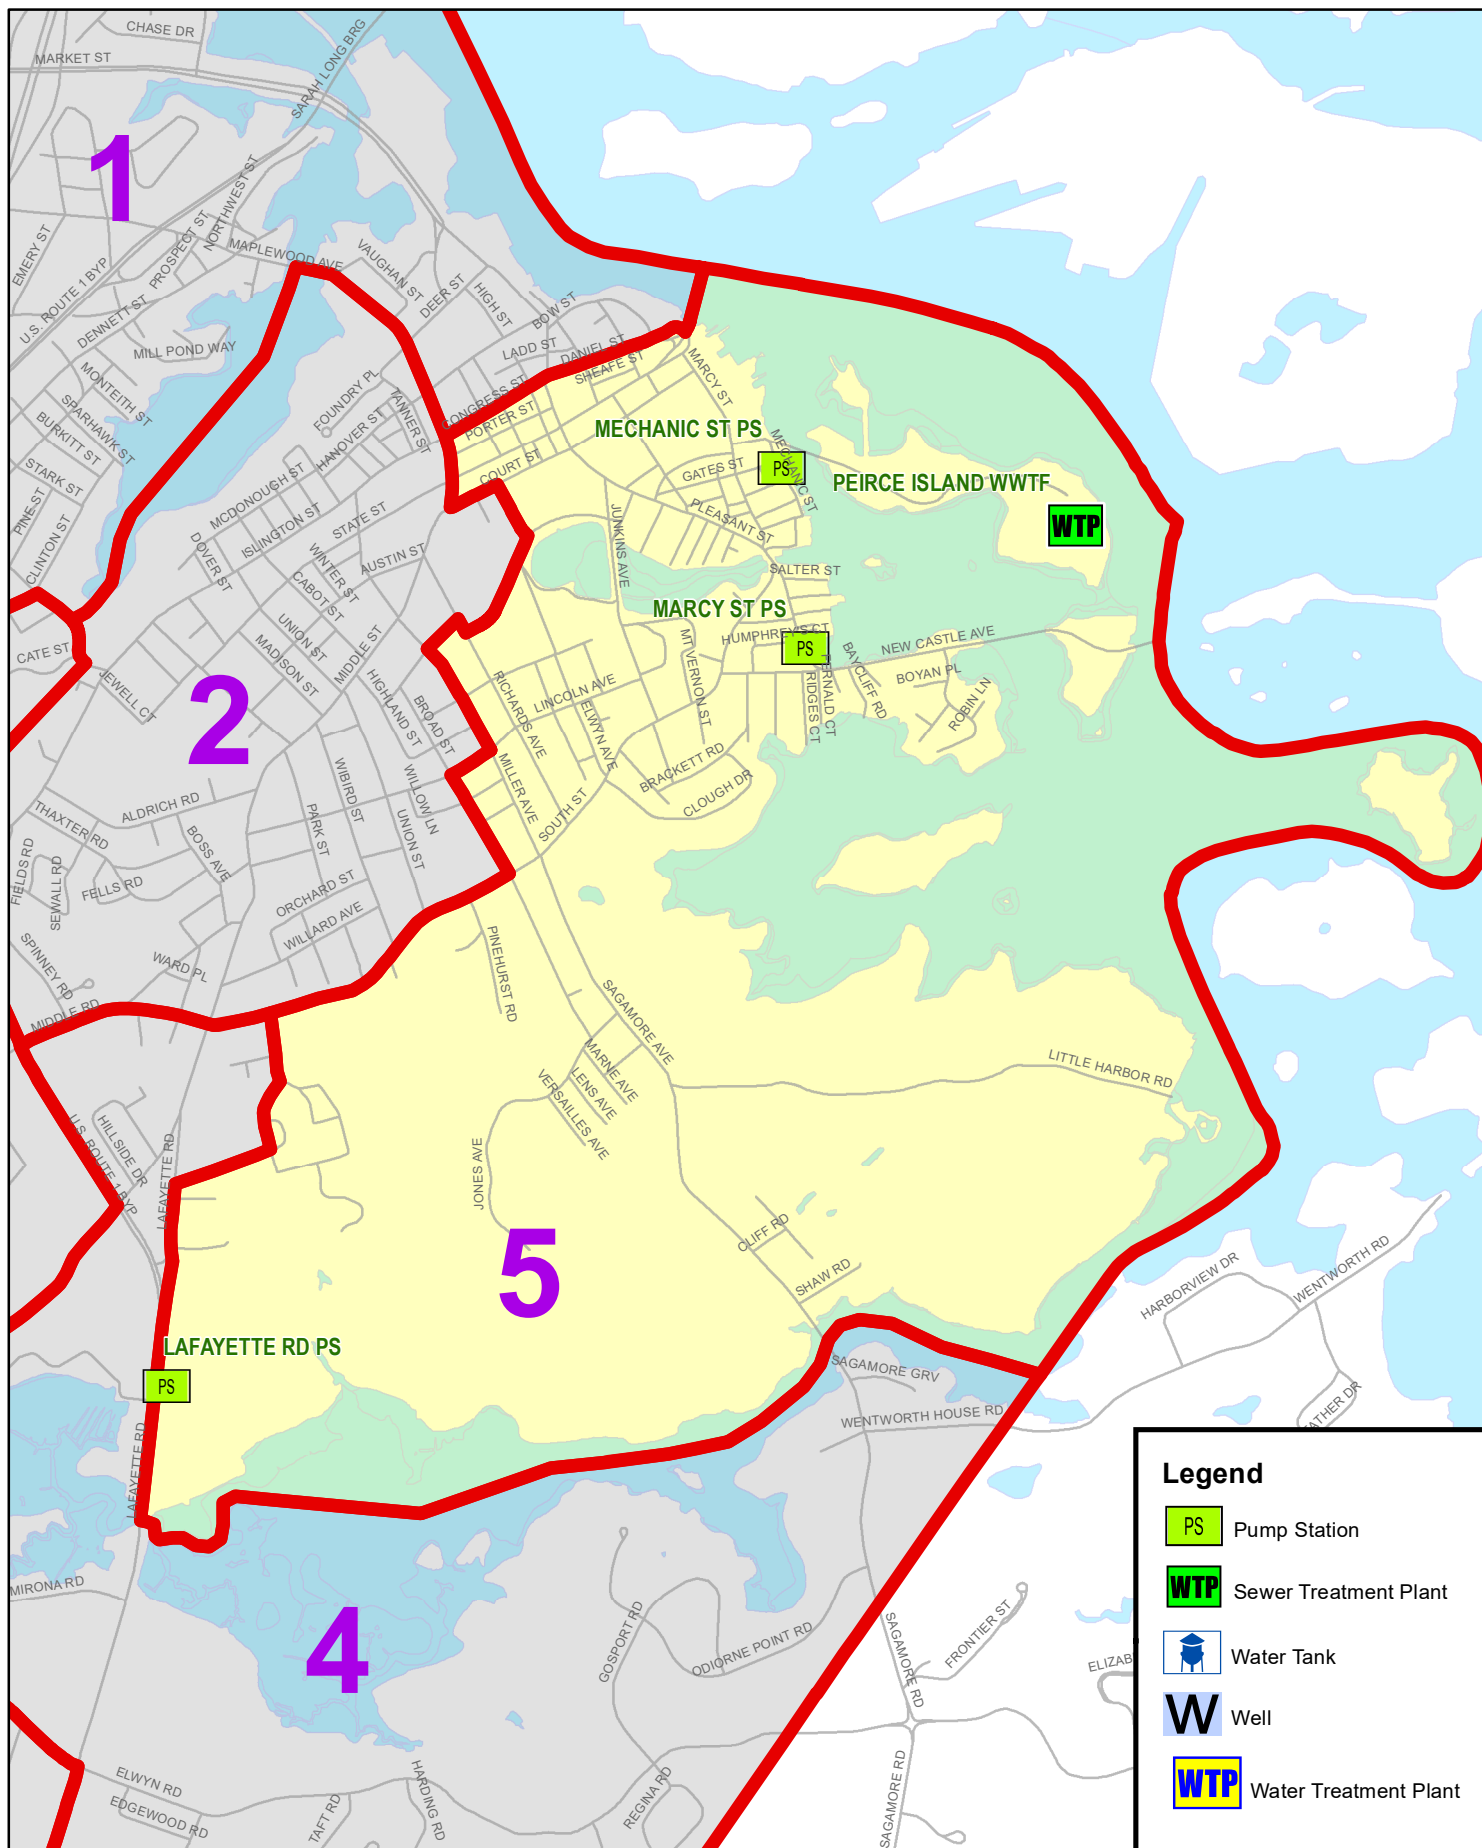 CHASE DR
MARKET ST
SARAH LONG BRG
1
NORTHWEST ST
PROSPECT ST
EMERY ST
MAPLEWOOD AVE
U.S. ROUTE 1 BYP
VAUGHAN ST
DEER ST
HIGH ST
BOW ST
DENNETT ST
MILL POND WAY
LADD ST
DANIEL ST
SHEAFE ST
MARCY ST
MONTEITH ST
SPARHAWK ST
BURKITT ST
FOUNDRY PL
TANNER ST
CONGRESS ST
PORTER ST
HANOVER ST
MECHANIC ST PS
STARK ST
COURT ST
GATES ST
PS
MECHANIC ST
PEIRCE ISLAND WWTF
MCDONOUGH ST
PINE ST
ISLINGTON ST
STATE ST
PLEASANT ST
WTP
CLINTON ST
DOVER ST
WINTER ST
AUSTIN ST
JUNKINS AVE
CABOT ST
SALTER ST
MARCY ST PS
UNION ST
CATE ST
MADISON ST
MIDDLE ST
HUMPHREY'S CT
NEW CASTLE AVE
PS
MT VERNON ST
BAYCLIFF RD
BOYAN PL
JEWELL CT
2
HIGHLAND ST
BROAD ST
RICHARDS AVE
LINCOLN AVE
ELWYN AVE
RIDGES CT
FERNALD CT
ROBIN LN
WIBIRD ST
WILLOW LN
MILLER AVE
BRACKETT RD
CLOUGH DR
ALDRICH RD
THAXTER RD
PARK ST
UNION ST
SOUTH ST
BOSS AVE
FIELDS RD
SEWALL RD
FELLS RD
ORCHARD ST
WILLARD AVE
SPINNEY RD
WARD PL
PINEHURST RD
MIDDLE RD
SAGAMORE AVE
MARNE AVE
LENS AVE
VERSAILLES AVE
LITTLE HARBOR RD
HILLSIDE DR
U.S. ROUTE 1 BYP
LAFAYETTE RD
JONES AVE
5
CLIFF RD
SHAW RD
HARBORVIEW DR
WENTWORTH RD
LAFAYETTE RD PS
PS
SAGAMORE GRV
WENTWORTH HOUSE RD
LAFAYETTE RD
MIRONA RD
4
GOSPORT RD
ODIORNE POINT RD
SAGAMORE RD
FRONTIER ST
ELWYN RD
EDGEWOOD RD
TAFT RD
HARDING RD
REGINA RD
SAGAMORE RD
Legend
PS Pump Station
WTP Sewer Treatment Plant
Water Tank
W Well
WTP Water Treatment Plant